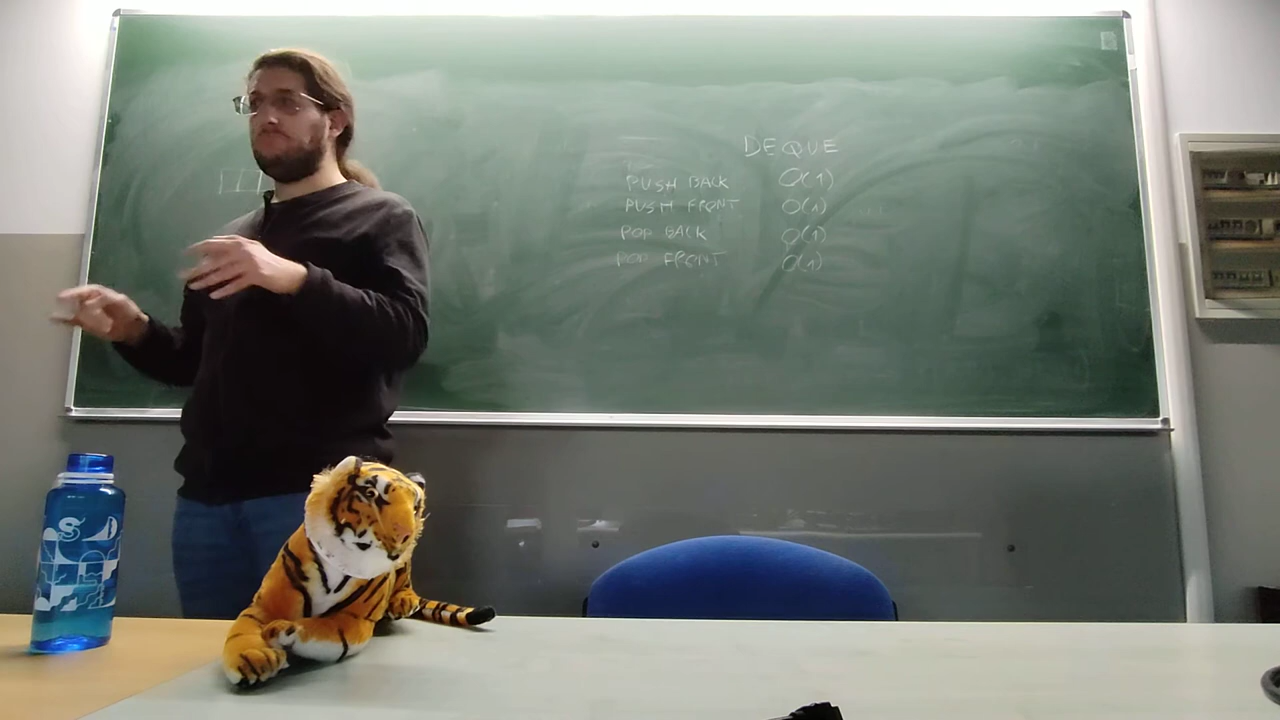 DEQUE
PUSH BACK O(1)
PUSH FRONT O(1)
POP BACK O(1)
POP FRONT O(1)